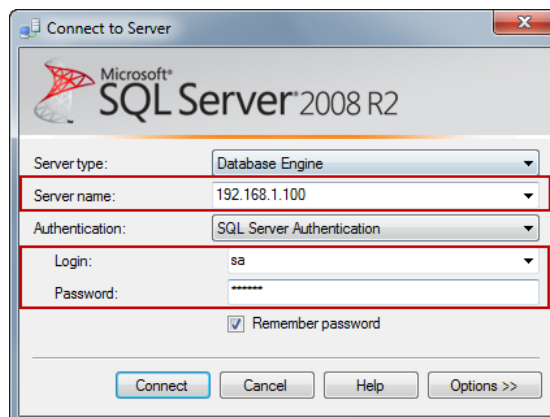 Connect to Server
Microsoft®
SQL Server® 2008 R2
Server type: Database Engine
Server name: 192.168.1.100
Authentication: SQL Server Authentication
Login: sa
Password: ******
Remember password
Connect Cancel Help Options >>